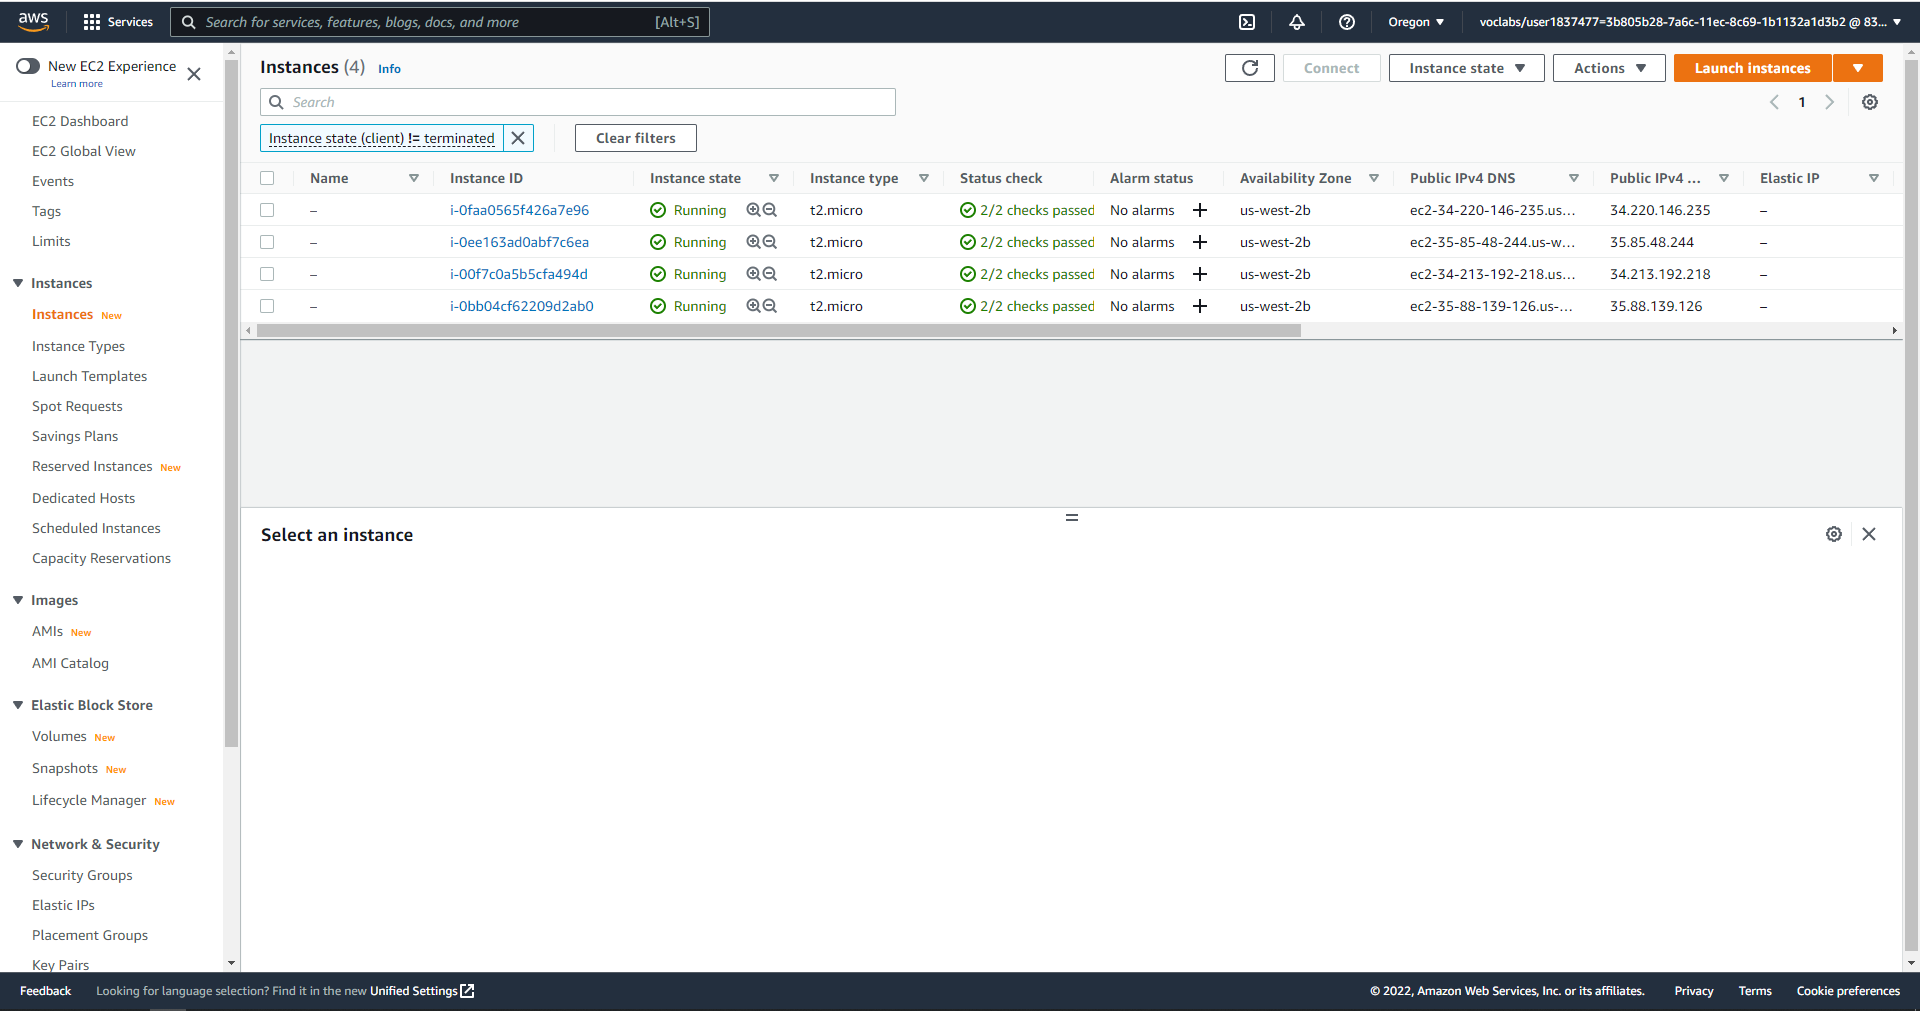 aws Services Search for services, features, blogs, docs, and more [Alt+S] Oregon voclabs/user1837477=3b805b28-7a6c-11ec-8c69-1b1132a1d3b2 @ 83...
New EC2 Experience
Learn more
EC2 Dashboard
EC2 Global View
Events
Tags
Limits
Instances
Instances New
Instance Types
Launch Templates
Spot Requests
Savings Plans
Reserved Instances New
Dedicated Hosts
Scheduled Instances
Capacity Reservations
Images
AMIs New
AMI Catalog
Elastic Block Store
Volumes New
Snapshots New
Lifecycle Manager New
Network & Security
Security Groups
Elastic IPs
Placement Groups
Key Pairs
Instances (4) Info Connect Instance state Actions Launch instances
Search 1
Instance state (client) != terminated Clear filters
Name Instance ID Instance state Instance type Status check Alarm status Availability Zone Public IPv4 DNS Public IPv4 ... Elastic IP
– i-0faa0565f426a7e96 Running t2.micro 2/2 checks passed No alarms + us-west-2b ec2-34-220-146-235.us... 34.220.146.235 –
– i-0ee163ad0abf7c6ea Running t2.micro 2/2 checks passed No alarms + us-west-2b ec2-35-85-48-244.us-w... 35.85.48.244 –
– i-00f7c0a5b5cfa494d Running t2.micro 2/2 checks passed No alarms + us-west-2b ec2-34-213-192-218.us... 34.213.192.218 –
– i-0bb04cf62209d2ab0 Running t2.micro 2/2 checks passed No alarms + us-west-2b ec2-35-88-139-126.us-... 35.88.139.126 –
Select an instance
Feedback Looking for language selection? Find it in the new Unified Settings © 2022, Amazon Web Services, Inc. or its affiliates. Privacy Terms Cookie preferences